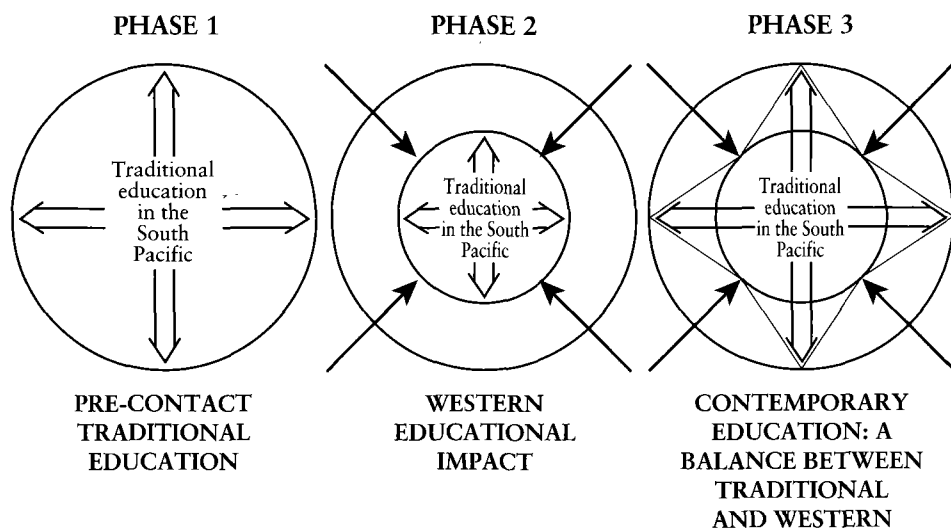 PHASE 1
Traditional
education
in the
South
Pacific
PRE-CONTACT
TRADITIONAL
EDUCATION
PHASE 2
Traditional
education
in the South
Pacific
WESTERN
EDUCATIONAL
IMPACT
PHASE 3
Traditional
education
in the South
Pacific
CONTEMPORARY
EDUCATION: A
BALANCE BETWEEN
TRADITIONAL
AND WESTERN